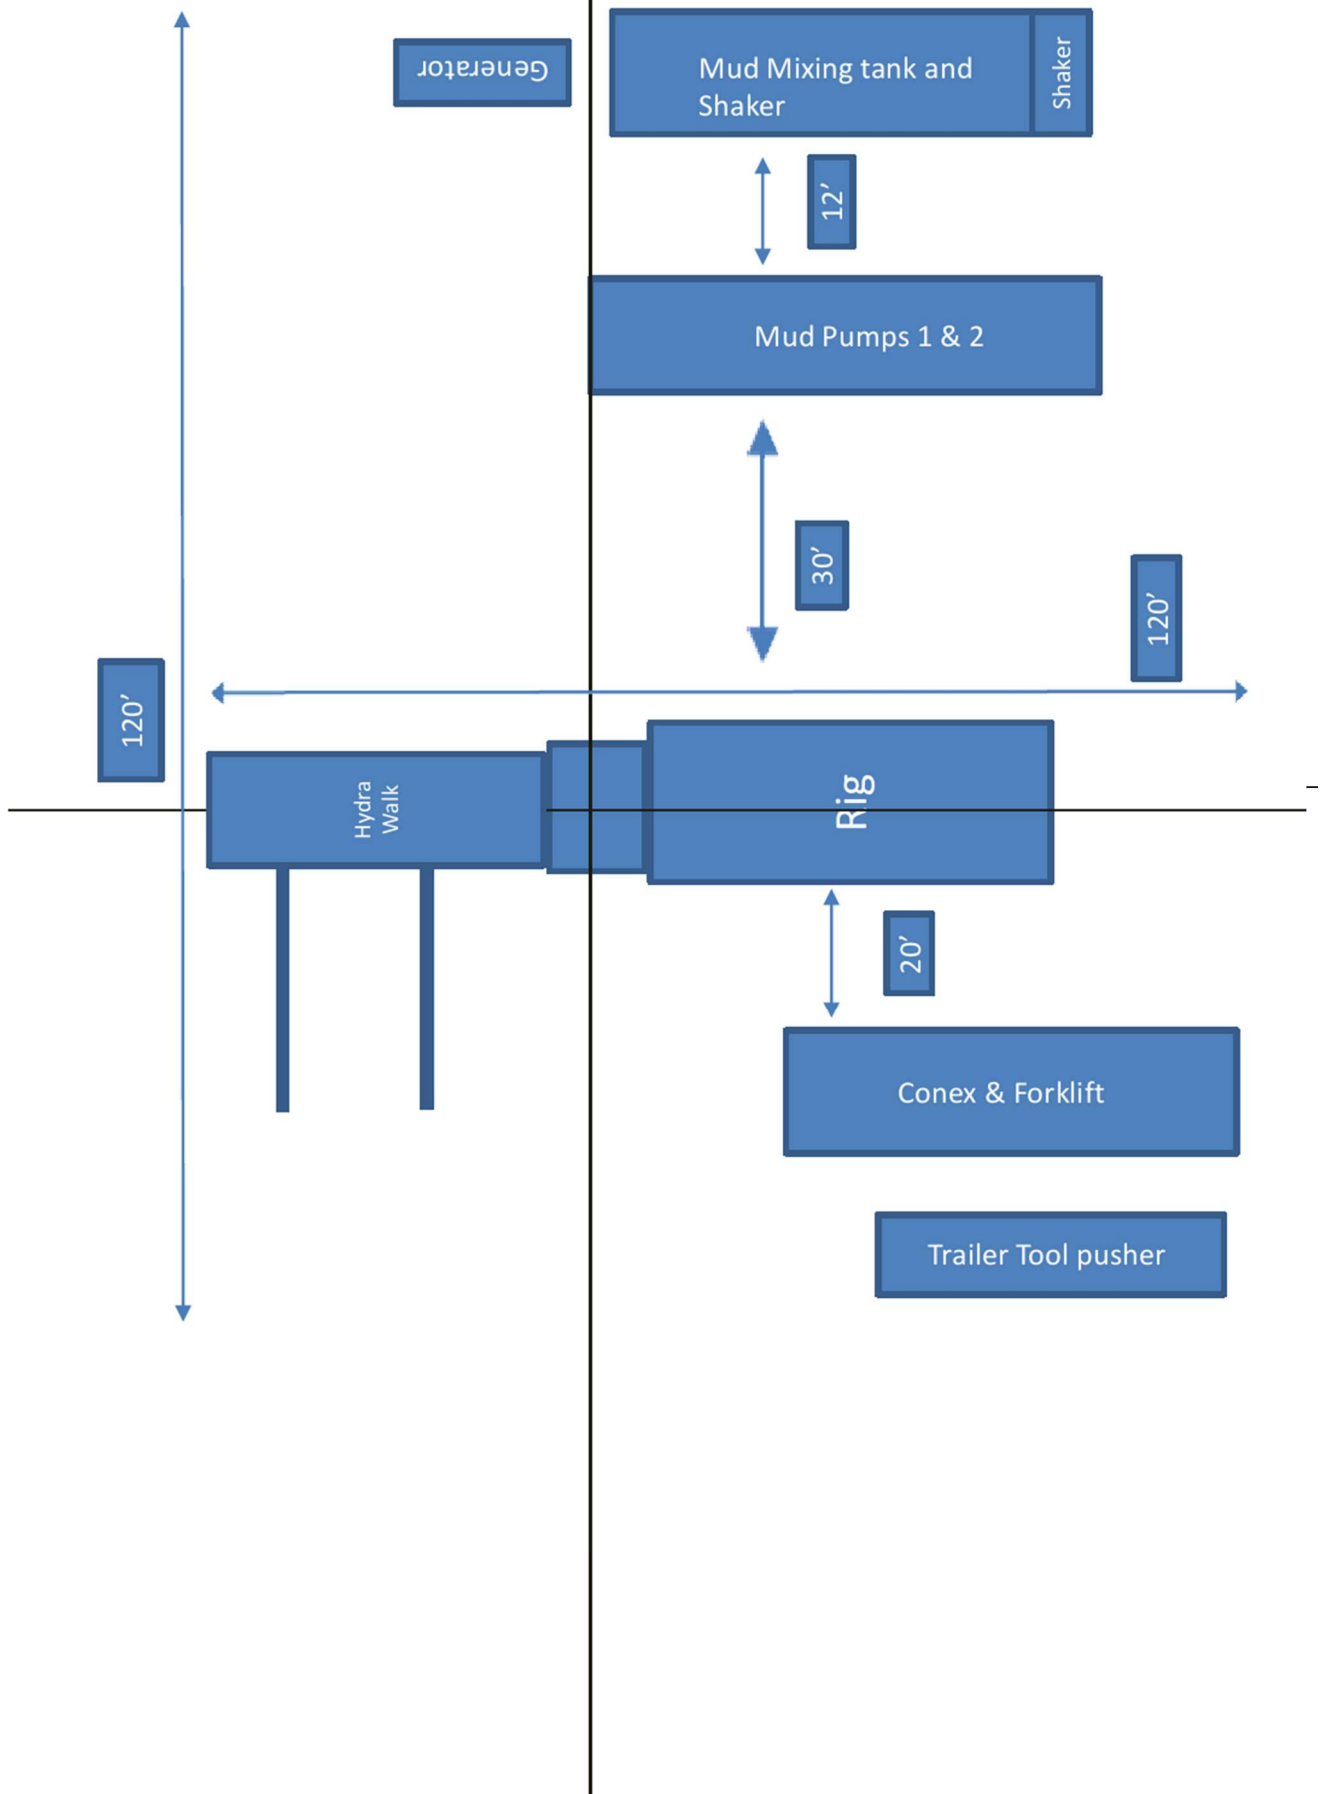 Generator
Mud Mixing tank and
Shaker
Shaker
12’
Mud Pumps 1 & 2
30’
120’
120’
Hydra
Walk
Rig
20’
Conex & Forklift
Trailer Tool pusher